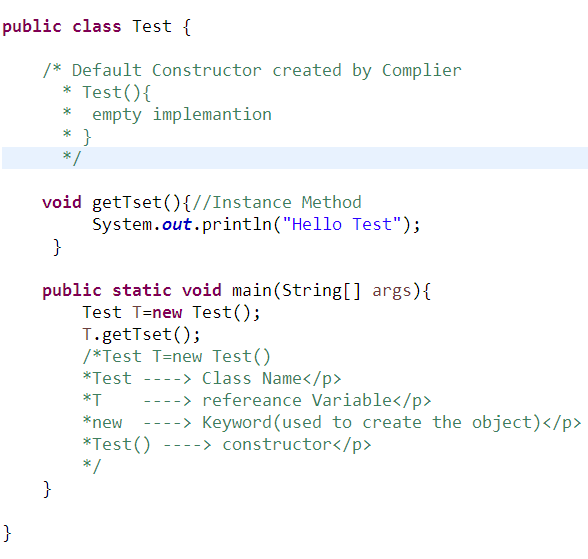 public class Test {
/* Default Constructor created by Complier
* Test(){
* empty implemantion
* }
*/
void getTset(){//Instance Method
System.out.println("Hello Test");
}
public static void main(String[] args){
Test T=new Test();
T.getTset();
/*Test T=new Test()
*Test ----> Class Name</p>
*T ----> refereance Variable</p>
*new ----> Keyword(used to create the object)</p>
*Test() ----> constructor</p>
*/
}
}